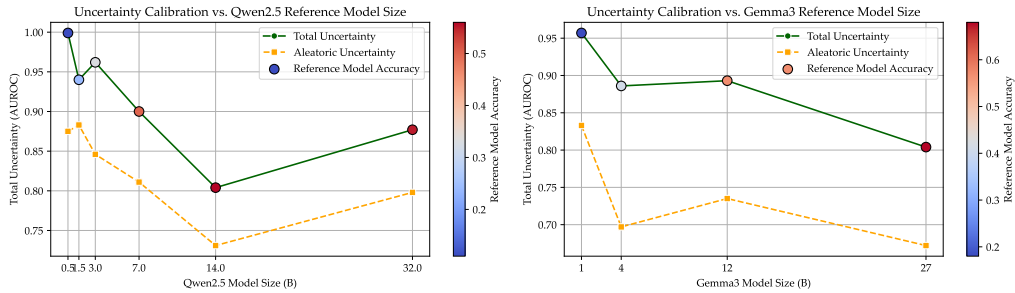 Uncertainty Calibration vs. Qwen2.5 Reference Model Size
Total Uncertainty (AUROC)
1.00
0.95
0.90
0.85
0.80
0.75
Total Uncertainty
Aleatoric Uncertainty
Reference Model Accuracy
0.5 1.5 3.0 7.0 14.0 32.0
Qwen2.5 Model Size (B)
0.5
0.4
0.3
0.2
Reference Model Accuracy
Uncertainty Calibration vs. Gemma3 Reference Model Size
Total Uncertainty (AUROC)
0.95
0.90
0.85
0.80
0.75
0.70
Total Uncertainty
Aleatoric Uncertainty
Reference Model Accuracy
1 4 12 27
Gemma3 Model Size (B)
0.6
0.5
0.4
0.3
0.2
Reference Model Accuracy